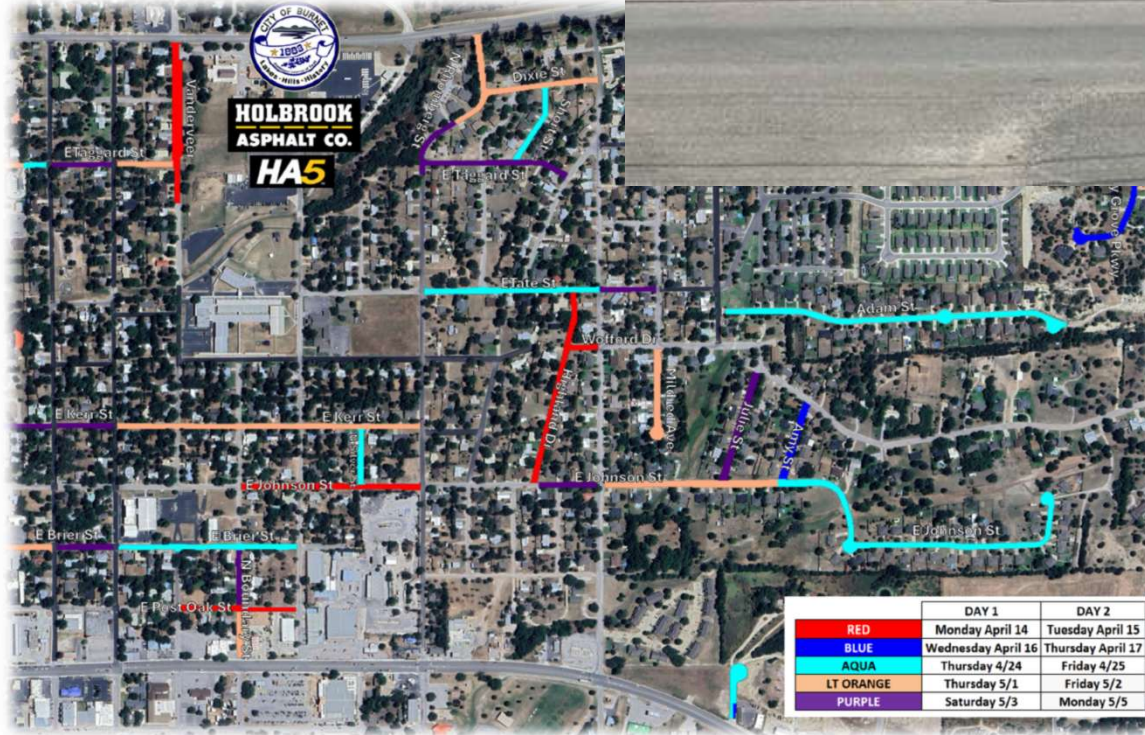 CITY OF BURNET
1883
Lakes · Hills · History
HOLBROOK
ASPHALT CO.
HA5
Vanderveer
Dixie St
E Taggard St
E Taggard St
E Tate St
Adam St
Wofford Dr
Highland Dr
Julie St
Amy St
E Kerr St
E Kerr St
E Johnson St
E Johnson St
E Johnson St
E Brier St
E Brier St
E Post Oak St
DAY 1 DAY 2
RED Monday April 14 Tuesday April 15
BLUE Wednesday April 16 Thursday April 17
AQUA Thursday 4/24 Friday 4/25
LT ORANGE Thursday 5/1 Friday 5/2
PURPLE Saturday 5/3 Monday 5/5